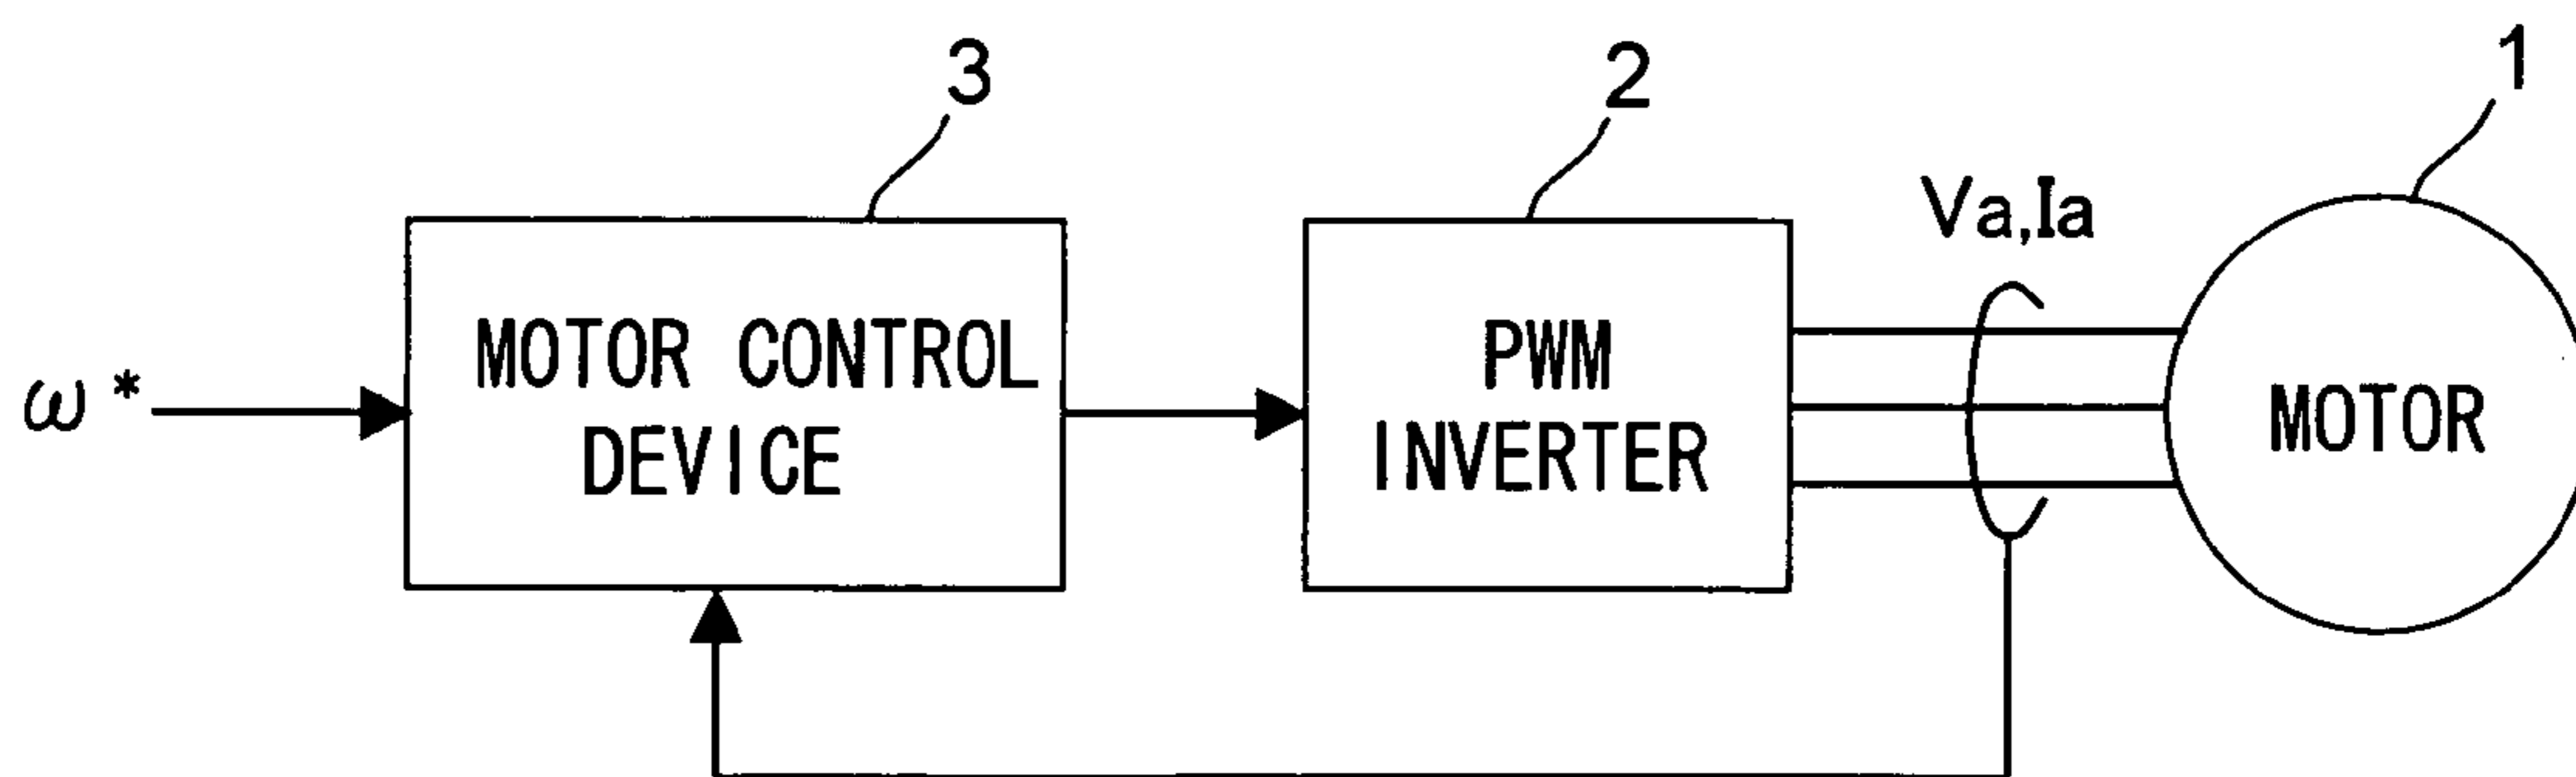 3
2
1
Va,Ia
ω*
MOTOR CONTROL
DEVICE
PWM
INVERTER
MOTOR